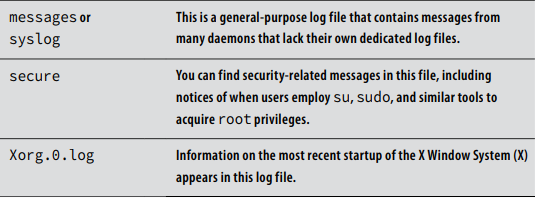 messages or This is a general-purpose log file that contains messages from
syslog many daemons that lack their own dedicated log files.
secure You can find security-related messages in this file, including
notices of when users employ su, sudo, and similar tools to
acquire root privileges.
Xorg.0.log Information on the most recent startup of the X Window System (X)
appears in this log file.